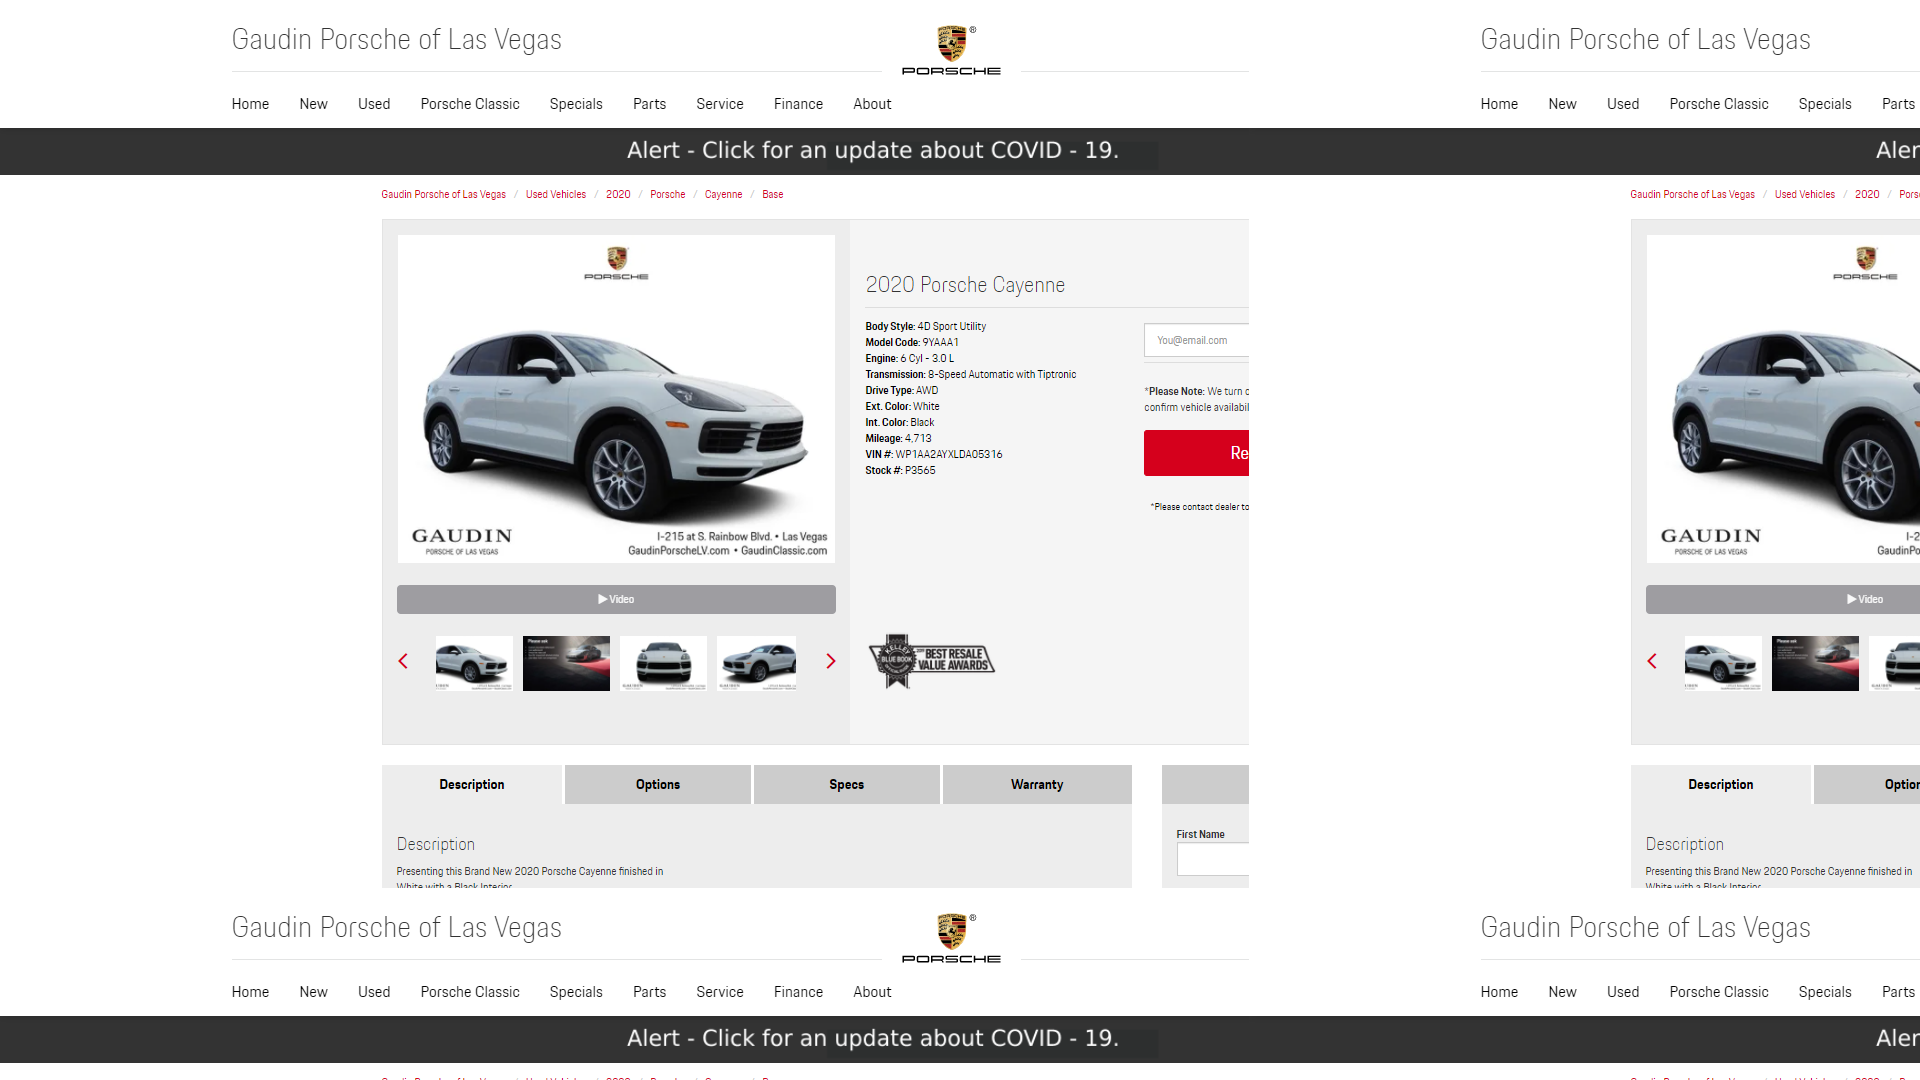 Gaudin Porsche of Las Vegas
PORSCHE
Home New Used Porsche Classic Specials Parts Service Finance About
Alert - Click for an update about COVID - 19.
Gaudin Porsche of Las Vegas / Used Vehicles / 2020 / Porsche / Cayenne / Base
PORSCHE
GAUDIN
PORSCHE OF LAS VEGAS
I-215 at S. Rainbow Blvd. • Las Vegas
GaudinPorscheLV.com • GaudinClassic.com
Video
2020 Porsche Cayenne
Body Style: 4D Sport Utility
Model Code: 9YAAA1
Engine: 6 Cyl - 3.0 L
Transmission: 8-Speed Automatic with Tiptronic
Drive Type: AWD
Ext. Color: White
Int. Color: Black
Mileage: 4,713
VIN #: WP1AA2AYXLDA05316
Stock #: P3565
You@email.com
*Please Note: We turn o
confirm vehicle availabil
Re
*Please contact dealer to
KELLEY
BLUE BOOK
BEST RESALE
VALUE AWARDS
Description Options Specs Warranty
Description
Presenting this Brand New 2020 Porsche Cayenne finished in
White with a Black Interior
First Name
Gaudin Porsche of Las Vegas
Home New Used Porsche Classic Specials Parts
Aler
Gaudin Porsche of Las Vegas / Used Vehicles / 2020 / Pors
PORSCHE
GAUDIN
PORSCHE OF LAS VEGAS
I-2
GaudinPo
Video
Description Option
Description
Presenting this Brand New 2020 Porsche Cayenne finished in
White with a Black Interior
Gaudin Porsche of Las Vegas
PORSCHE
Home New Used Porsche Classic Specials Parts Service Finance About
Alert - Click for an update about COVID - 19.
Gaudin Porsche of Las Vegas
Home New Used Porsche Classic Specials Parts
Aler